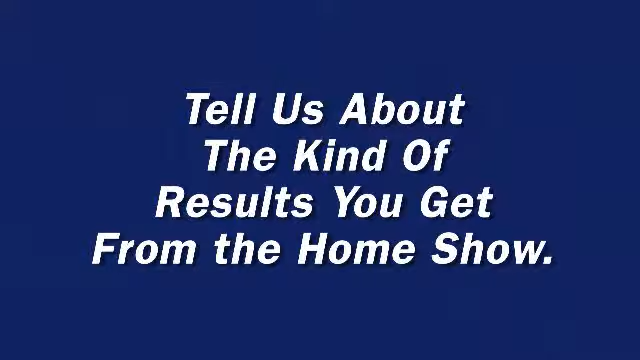 Tell Us About
The Kind Of
Results You Get
From the Home Show.